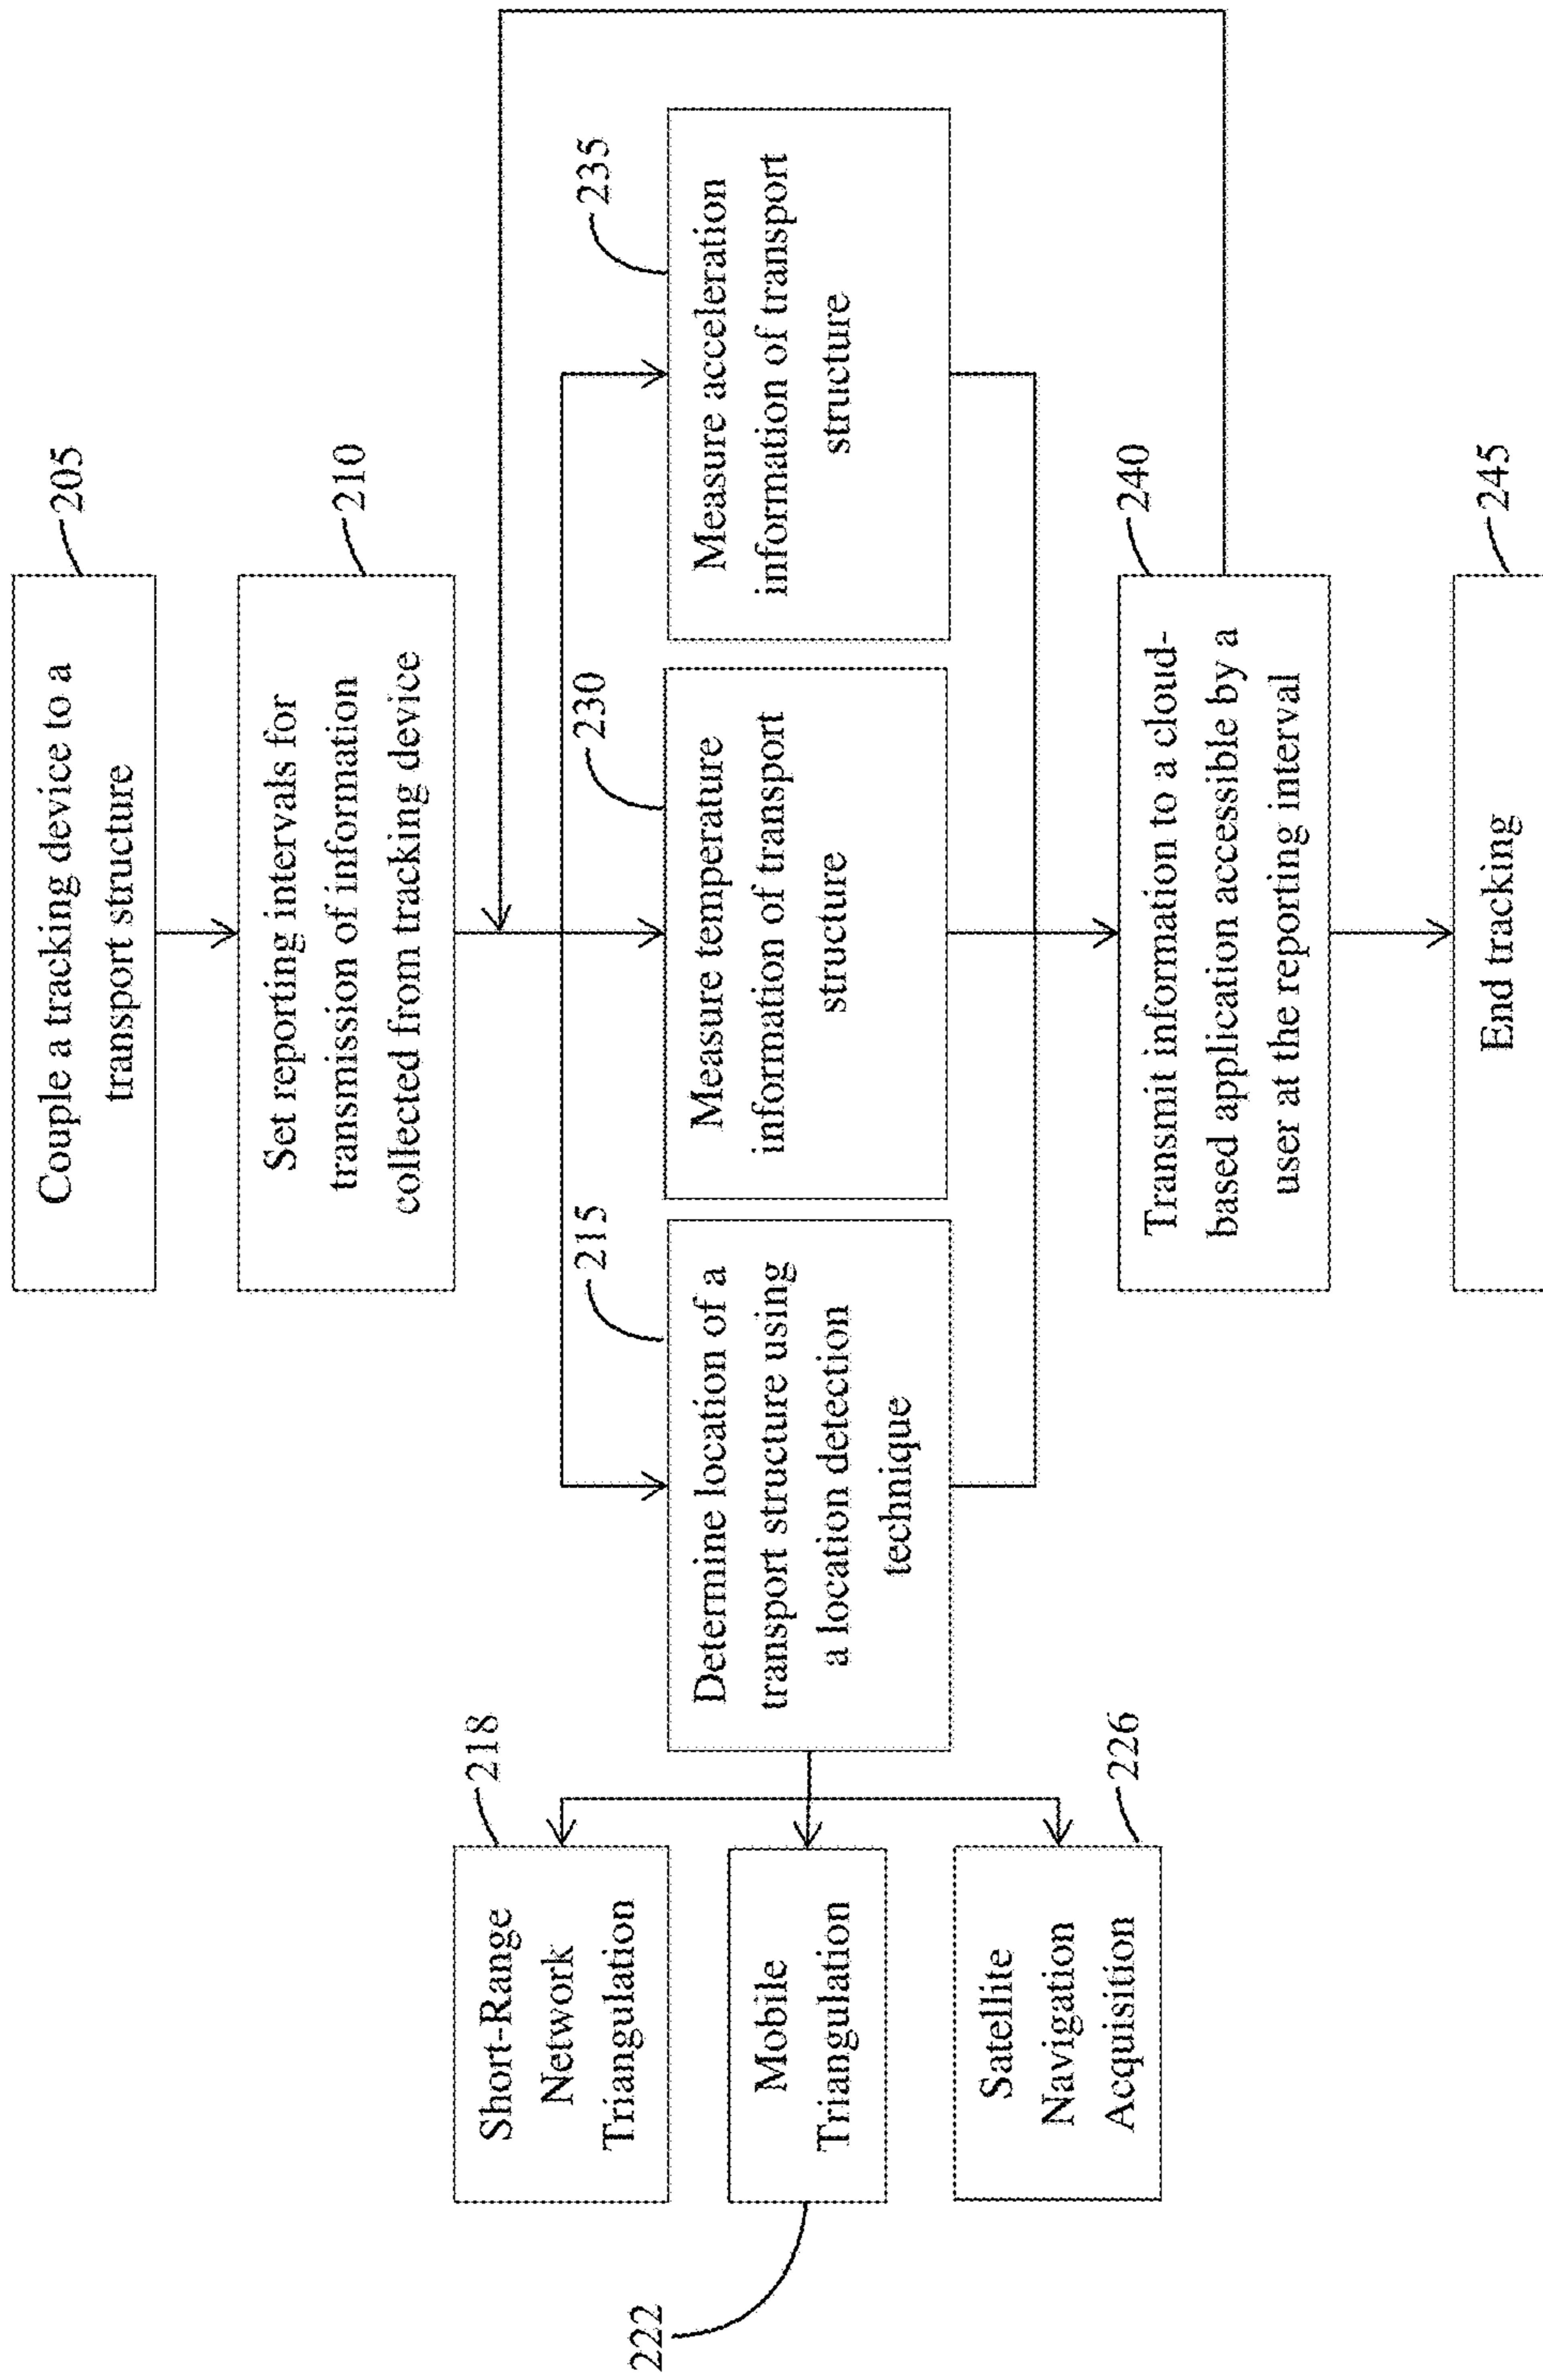 Couple a tracking device to a
transport structure
205
Set reporting intervals for
transmission of information
collected from tracking device
210
Determine location of a
transport structure using
a location detection
technique
215
Short-Range
Network
Triangulation
218
Mobile
Triangulation
222
Satellite
Navigation
Acquisition
226
Measure temperature
information of transport
structure
230
Measure acceleration
information of transport
structure
235
Transmit information to a cloud-
based application accessible by a
user at the reporting interval
240
End tracking
245